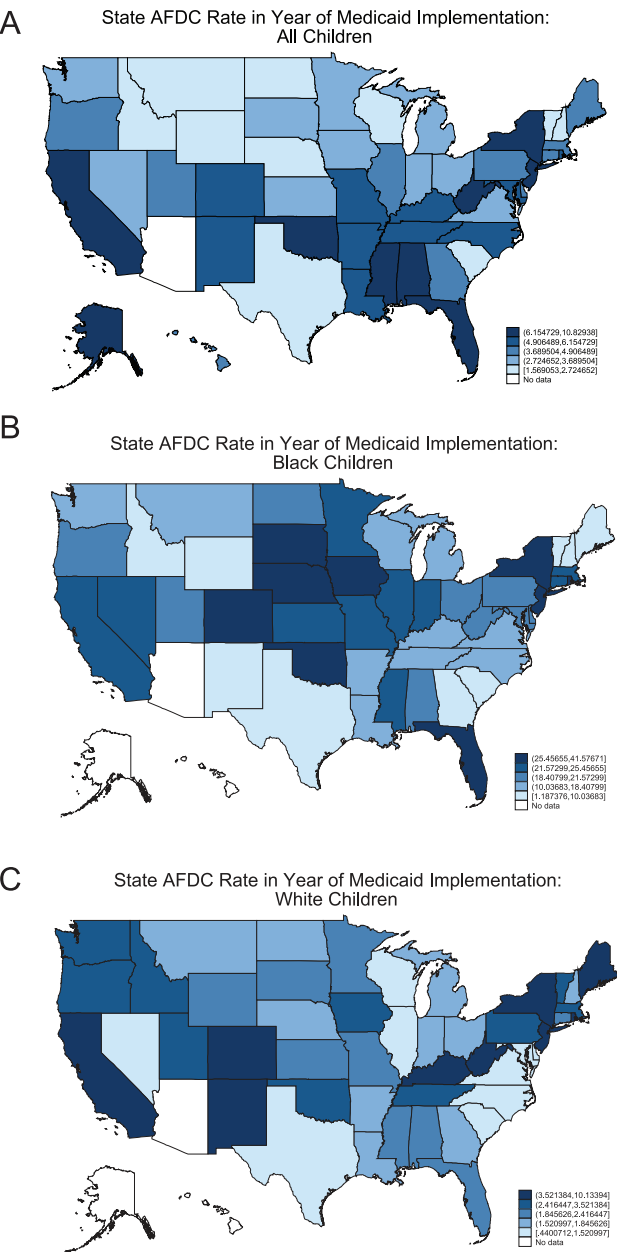 A
State AFDC Rate in Year of Medicaid Implementation:
All Children
(6.154729,10.82938]
(4.906489,6.154729]
(3.689504,4.906489]
(2.724652,3.689504]
[1.569053,2.724652]
No data
B
State AFDC Rate in Year of Medicaid Implementation:
Black Children
(25.45655,41.57671]
(21.57299,25.45655]
(18.40799,21.57299]
(10.03683,18.40799]
[1.187376,10.03683]
No data
C
State AFDC Rate in Year of Medicaid Implementation:
White Children
(3.521384,10.13394]
(2.416447,3.521384]
(1.845626,2.416447]
(1.520997,1.845626]
[.4400712,1.520997]
No data